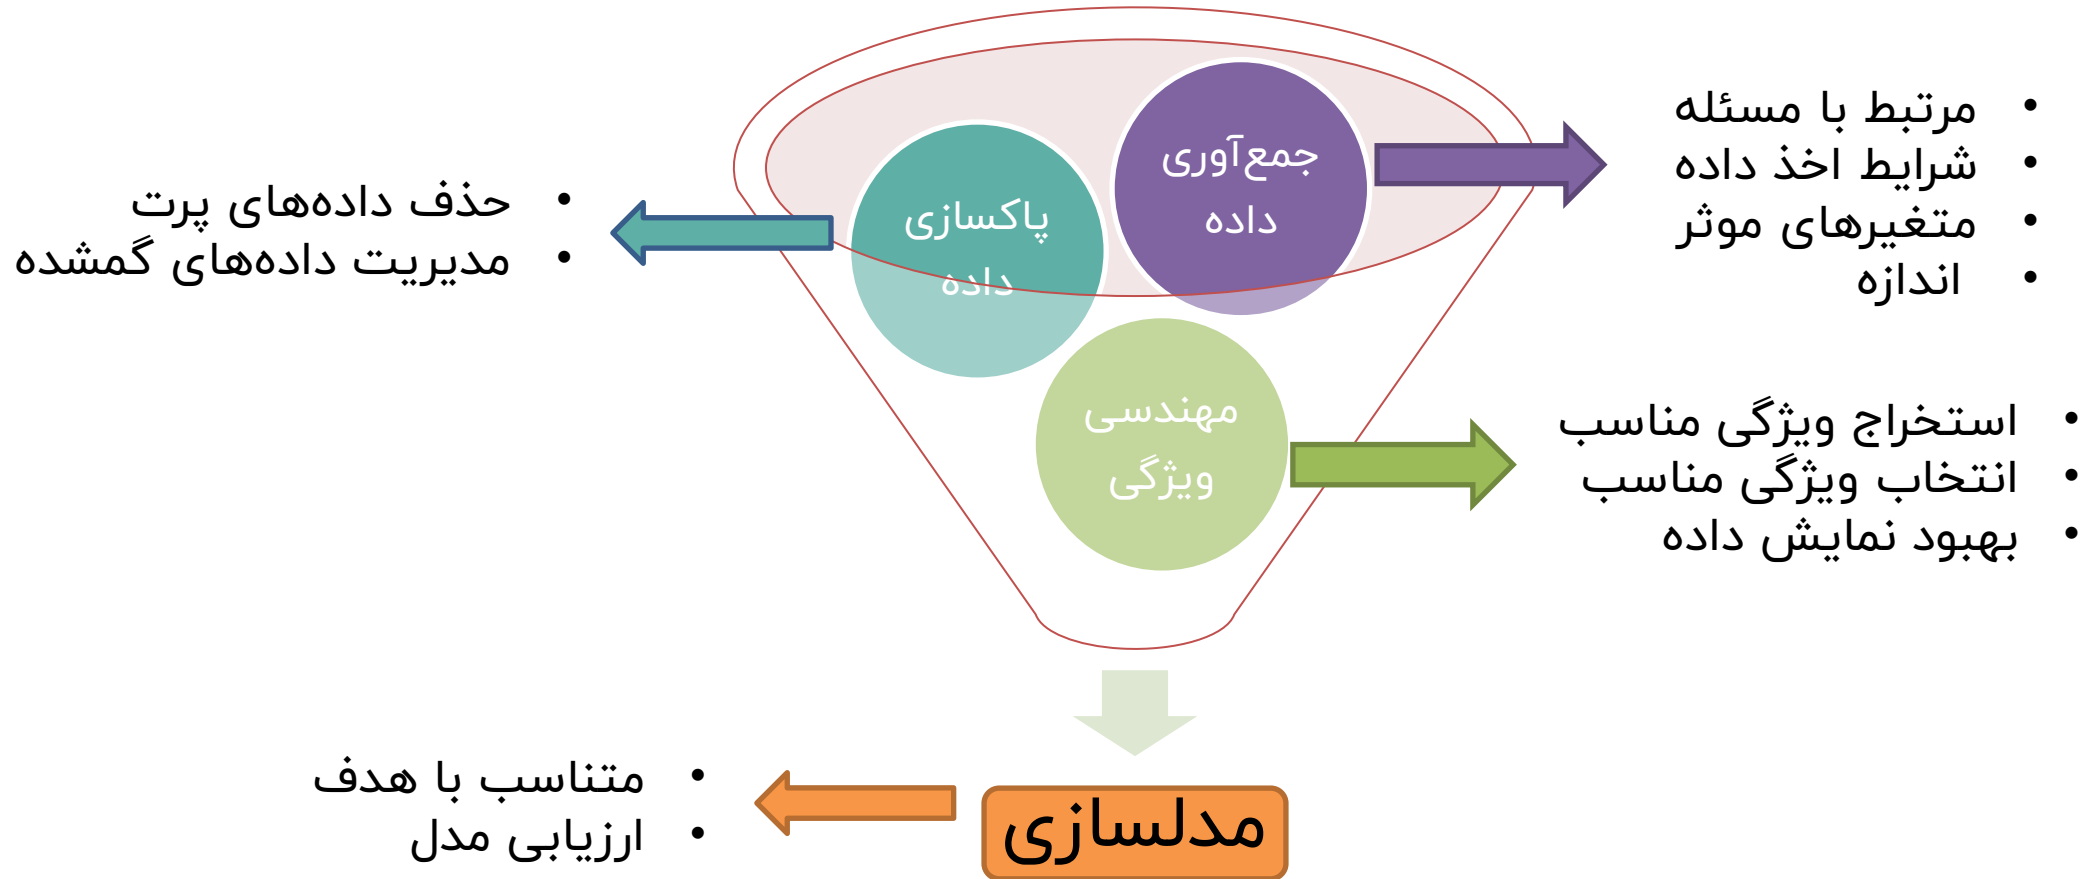 جمع‌آوری
داده
مرتبط با مسئله
شرایط اخذ داده
متغیرهای موثر
اندازه
پاکسازی
داده
حذف داده‌های پرت
مدیریت داده‌های گمشده
مهندسی
ویژگی
استخراج ویژگی مناسب
انتخاب ویژگی مناسب
بهبود نمایش داده
مدلسازی
متناسب با هدف
ارزیابی مدل